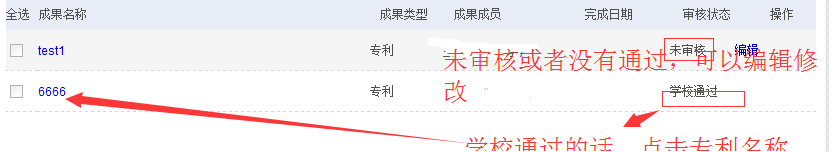 全选 成果名称 成果类型 成果成员 完成日期 审核状态 操作
test1 专利 未审核 编辑
未审核或者没有通过，可以编辑修
改
6666 专利 学校通过
学校通过的话，点击专利名称